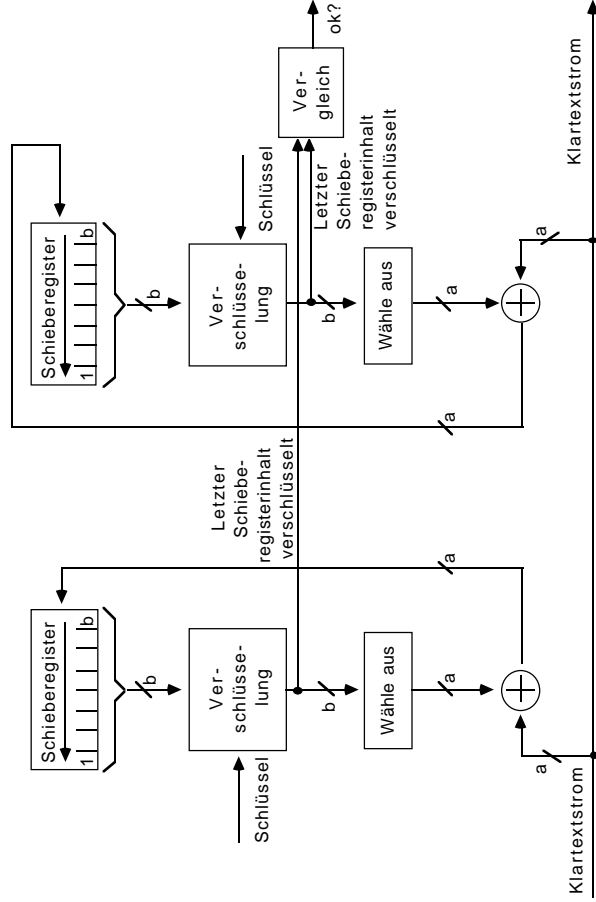 Schieberegister
1
b
b
Schlüssel
Ver-
schlüsse-
lung
b
Wähle aus
a
a
a
Klartextstrom
Letzter
Schiebe-
registerinhalt
verschlüsselt
Schieberegister
1
b
b
Schlüssel
Ver-
schlüsse-
lung
b
Wähle aus
a
a
a
Letzter
Schiebe-
registerinhalt
verschlüsselt
Ver-
gleich
ok?
Klartextstrom